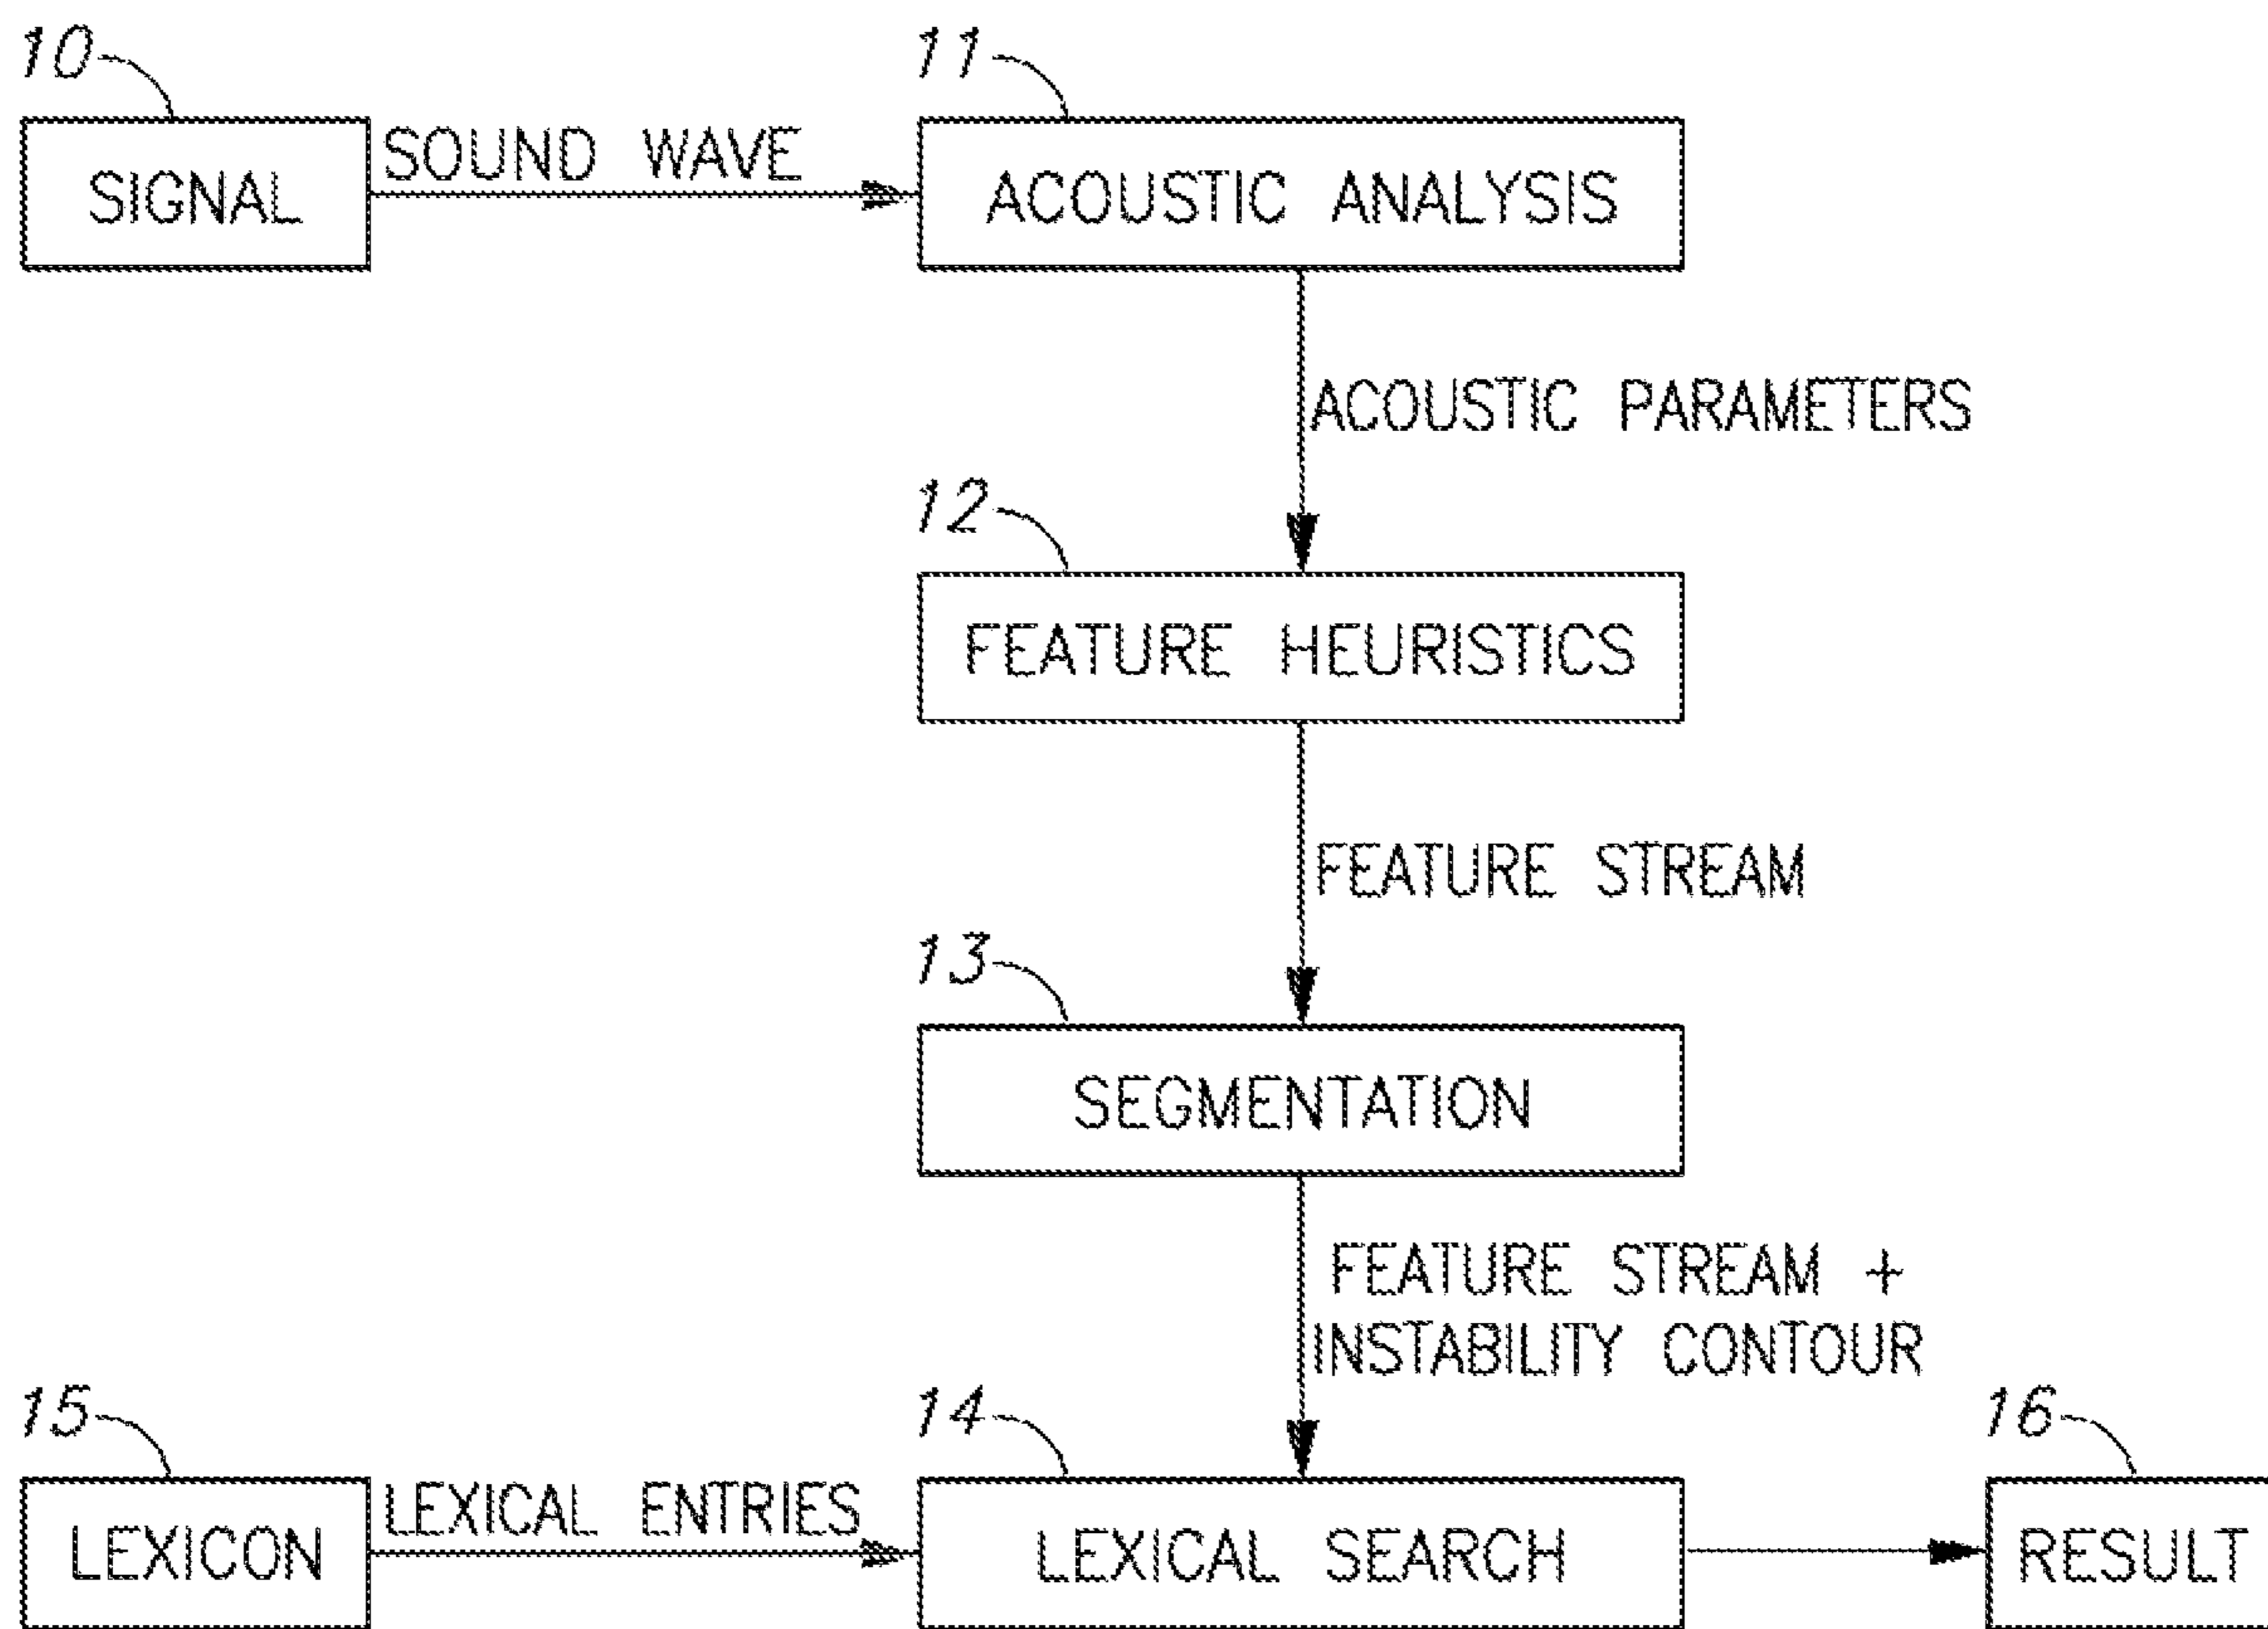 10
11
SIGNAL
SOUND WAVE
ACOUSTIC ANALYSIS
ACOUSTIC PARAMETERS
12
FEATURE HEURISTICS
FEATURE STREAM
13
SEGMENTATION
FEATURE STREAM +
INSTABILITY CONTOUR
15
14
16
LEXICON
LEXICAL ENTRIES
LEXICAL SEARCH
RESULT